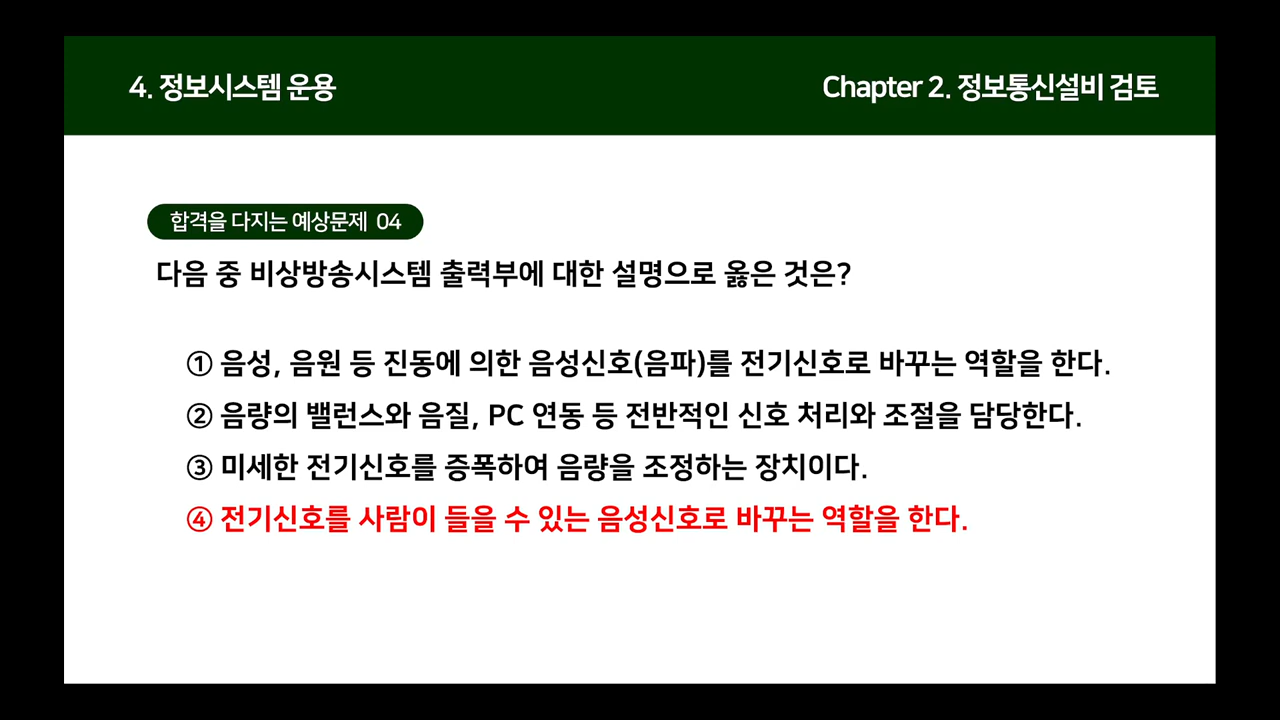 4. 정보시스템 운용
Chapter 2. 정보통신설비 검토
합격을 다지는 예상문제 04
다음 중 비상방송시스템 출력부에 대한 설명으로 옳은 것은?
① 음성, 음원 등 진동에 의한 음성신호(음파)를 전기신호로 바꾸는 역할을 한다.
② 음량의 밸런스와 음질, PC 연동 등 전반적인 신호 처리와 조절을 담당한다.
③ 미세한 전기신호를 증폭하여 음량을 조정하는 장치이다.
④ 전기신호를 사람이 들을 수 있는 음성신호로 바꾸는 역할을 한다.